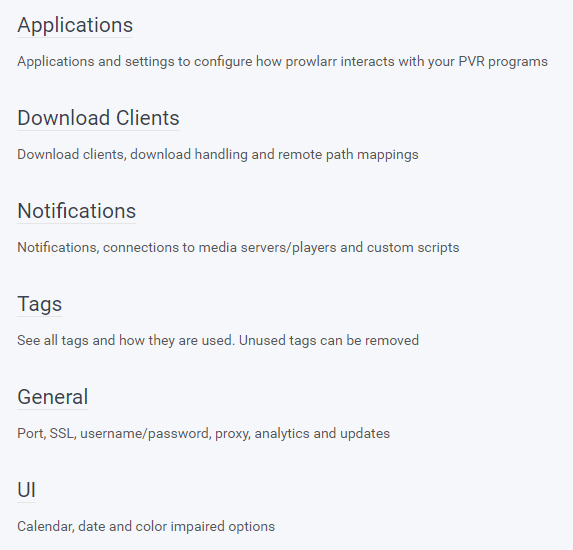 Applications
Applications and settings to configure how prowlarr interacts with your PVR programs
Download Clients
Download clients, download handling and remote path mappings
Notifications
Notifications, connections to media servers/players and custom scripts
Tags
See all tags and how they are used. Unused tags can be removed
General
Port, SSL, username/password, proxy, analytics and updates
UI
Calendar, date and color impaired options